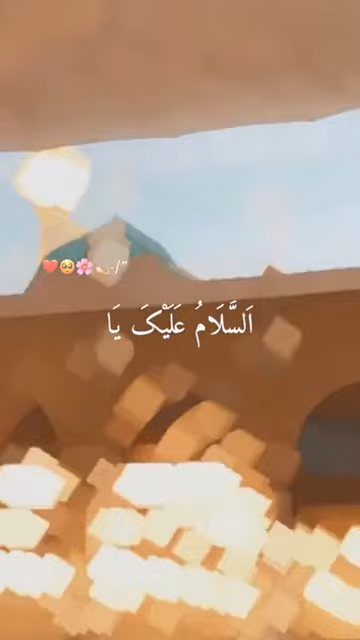 ❤️🥺🌸 👈🏻-/"
اَلسَّلَامُ عَلَیْکَ یَا